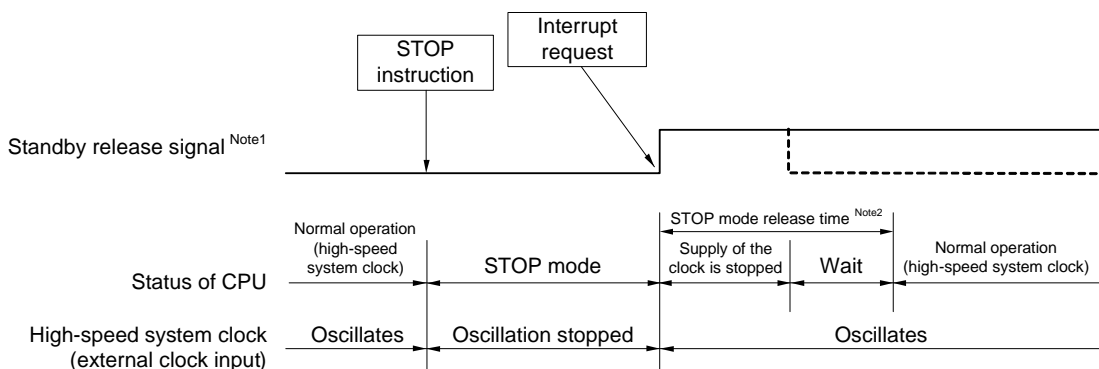 STOP
instruction
Interrupt
request
Standby release signal Note1
STOP mode release time Note2
Normal operation
(high-speed
system clock)
Supply of the
clock is stopped
Normal operation
(high-speed system clock)
Status of CPU
STOP mode
Wait
High-speed system clock
(external clock input)
Oscillates
Oscillation stopped
Oscillates